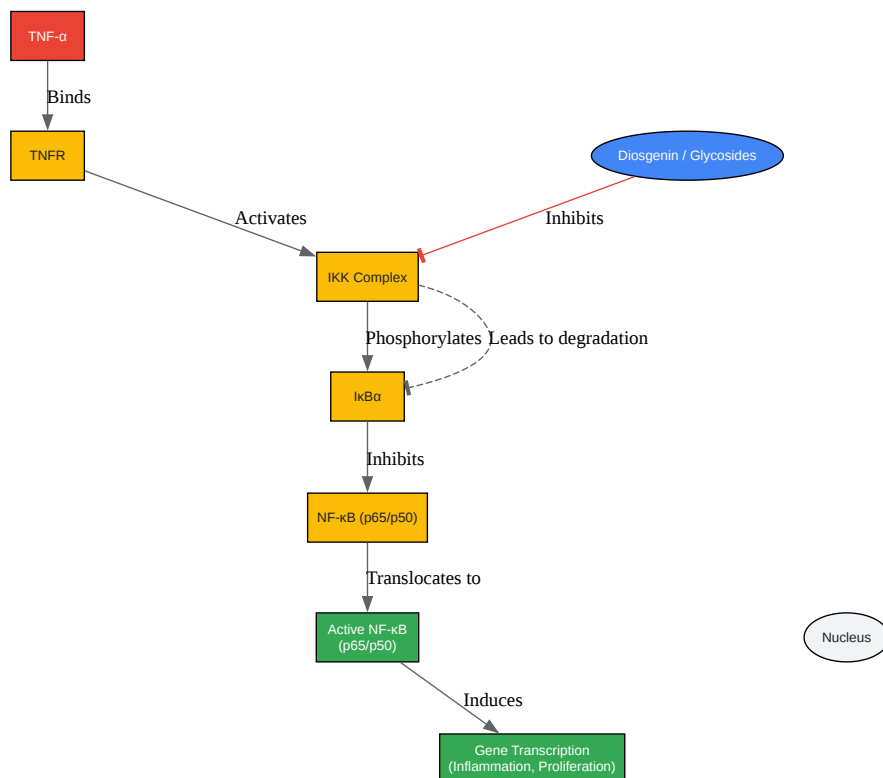 TNF-α
Binds
TNFR
Diosgenin / Glycosides
Activates
Inhibits
IKK Complex
Phosphorylates
Leads to degradation
IκBα
Inhibits
NF-κB (p65/p50)
Translocates to
Active NF-κB
(p65/p50)
Nucleus
Induces
Gene Transcription
(Inflammation, Proliferation)